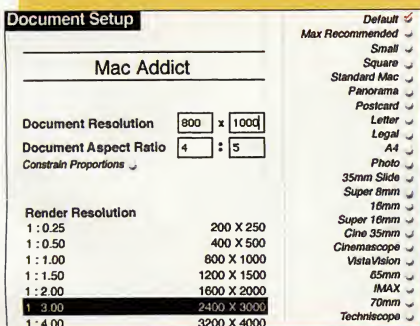 Document Setup
Mac Addict
Document Resolution 800 x 1000
Document Aspect Ratio 4 : 5
Constrain Proportions
Render Resolution
1 : 0.25 200 X 250
1 : 0.50 400 X 500
1 : 1.00 800 X 1000
1 : 1.50 1200 X 1500
1 : 2.00 1600 X 2000
1 : 3.00 2400 X 3000
1 : 4.00 3200 X 4000
Default
Max Recommended
Small
Square
Standard Mac
Panorama
Postcard
Letter
Legal
A4
Photo
35mm Slide
Super 8mm
16mm
Super 16mm
Cine 35mm
Cinemascope
VistaVision
65mm
IMAX
70mm
Techniscope